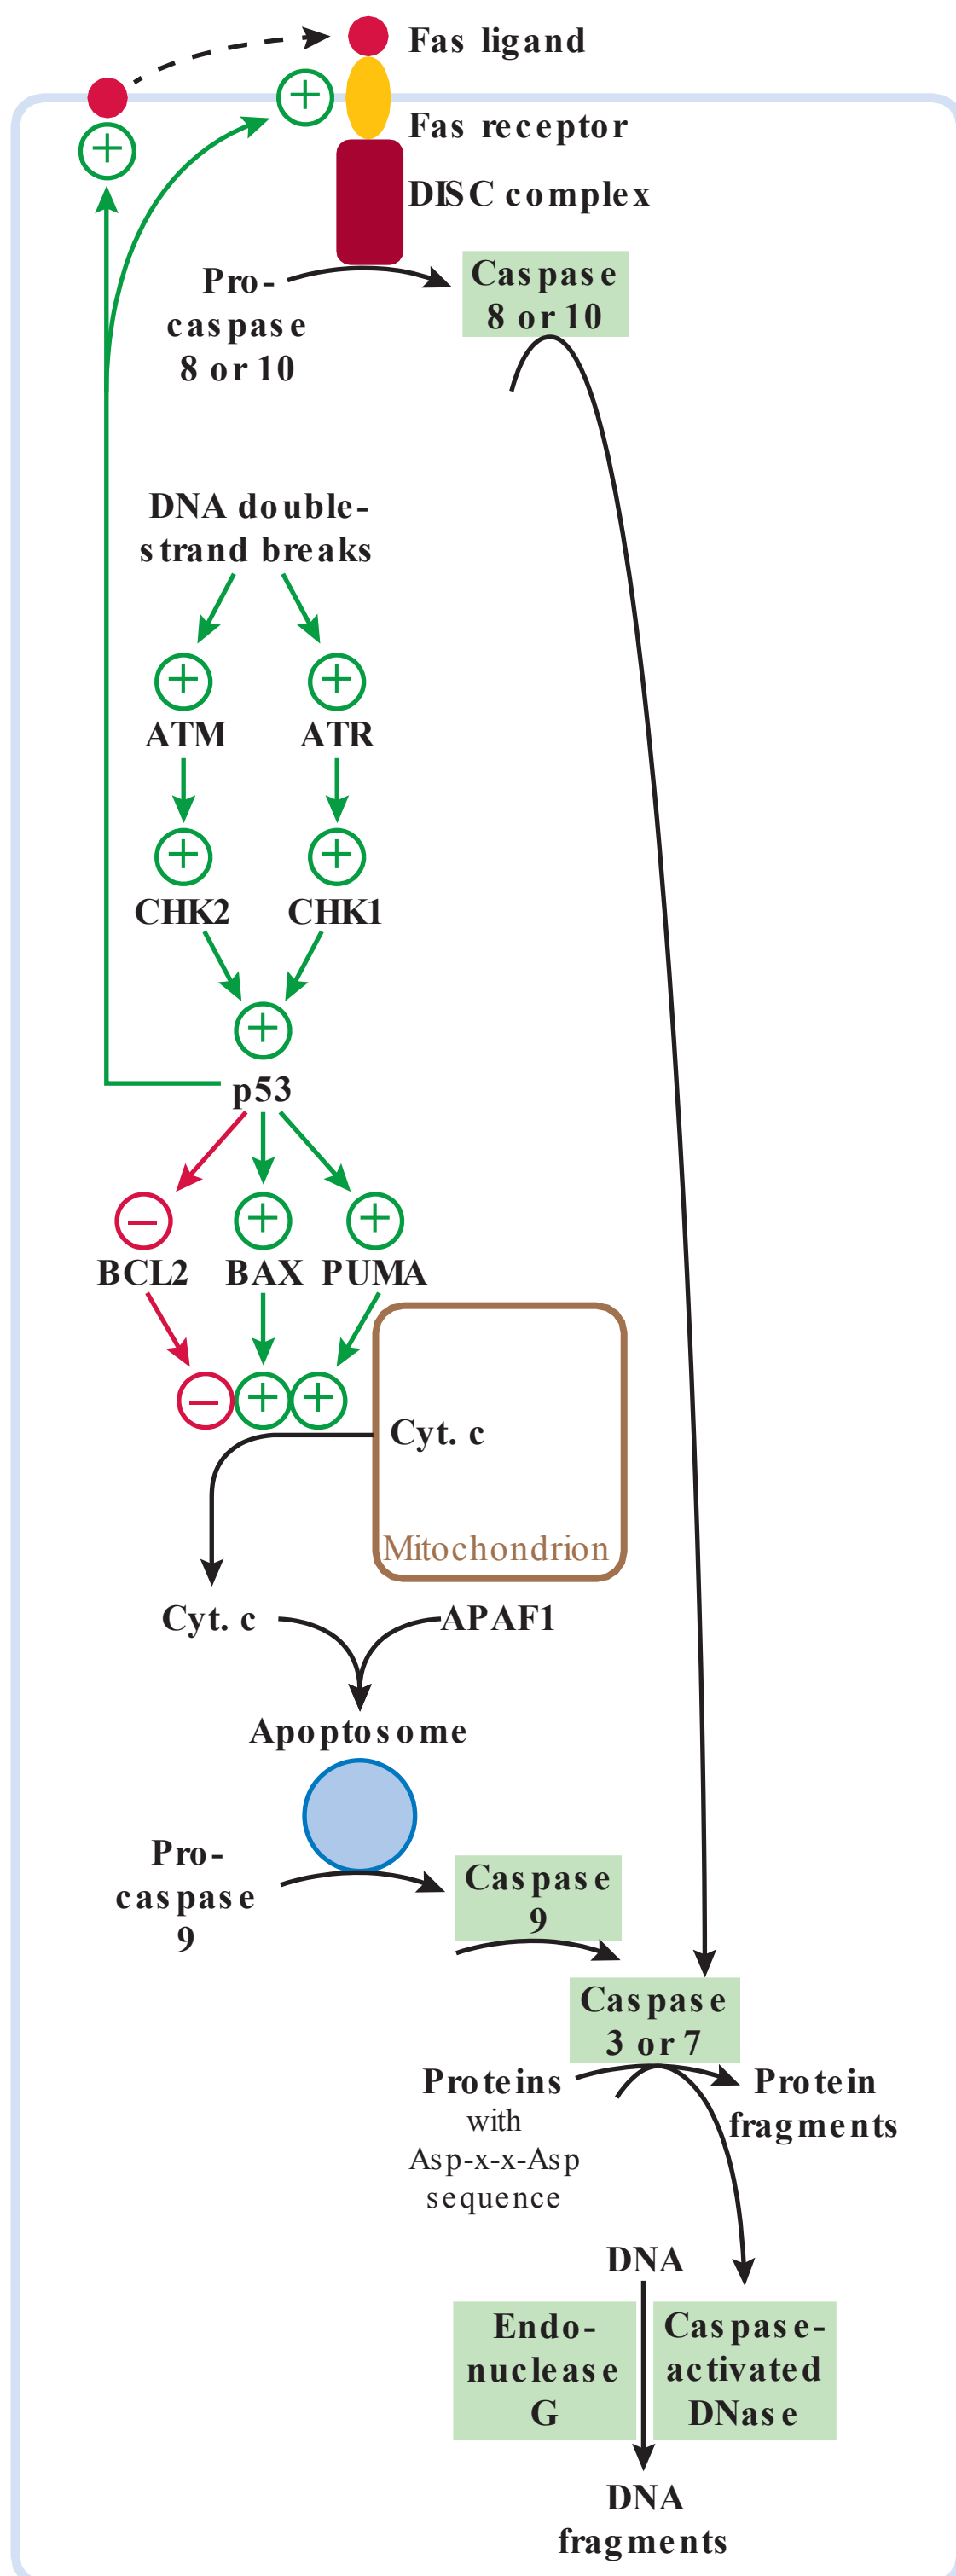 Fas ligand
Fas receptor
DISC complex
Pro-
caspase
8 or 10
Caspase
8 or 10
DNA double-
strand breaks
ATM
ATR
CHK2
CHK1
p53
BCL2
BAX
PUMA
Cyt. c
Mitochondrion
Cyt. c
APAF1
Apoptosome
Pro-
caspase
9
Caspase
9
Caspase
3 or 7
Proteins
with
Asp-x-x-Asp
sequence
Protein
fragments
DNA
Endo-
nuclease
G
Caspase-
activated
DNase
DNA
fragments